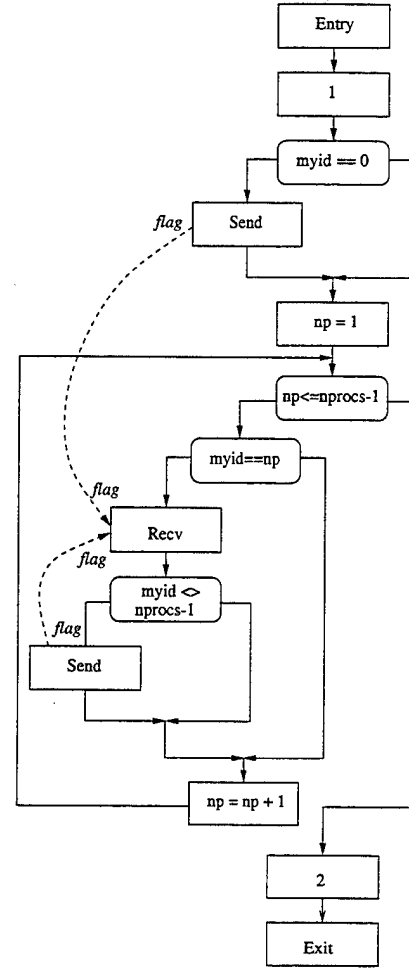 Entry
1
myid == 0
flag
Send
np = 1
np<=nprocs-1
myid==np
flag
Recv
flag
myid <>
nprocs-1
flag
Send
np = np + 1
2
Exit